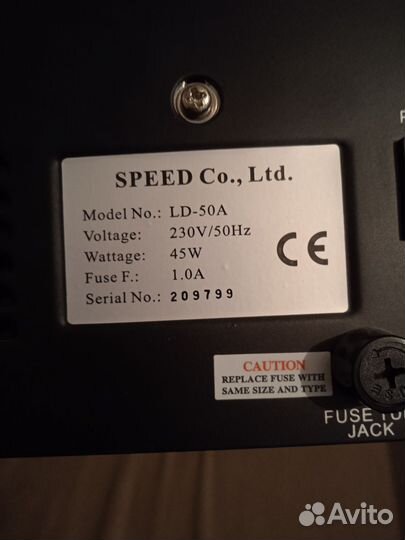 SPEED Co., Ltd.
Model No.: LD-50A
Voltage: 230V/50Hz
Wattage: 45W
Fuse F.: 1.0A
Serial No.: 209799
CE
CAUTION
REPLACE FUSE WITH
SAME SIZE AND TYPE
FUSE
JACK
Avito